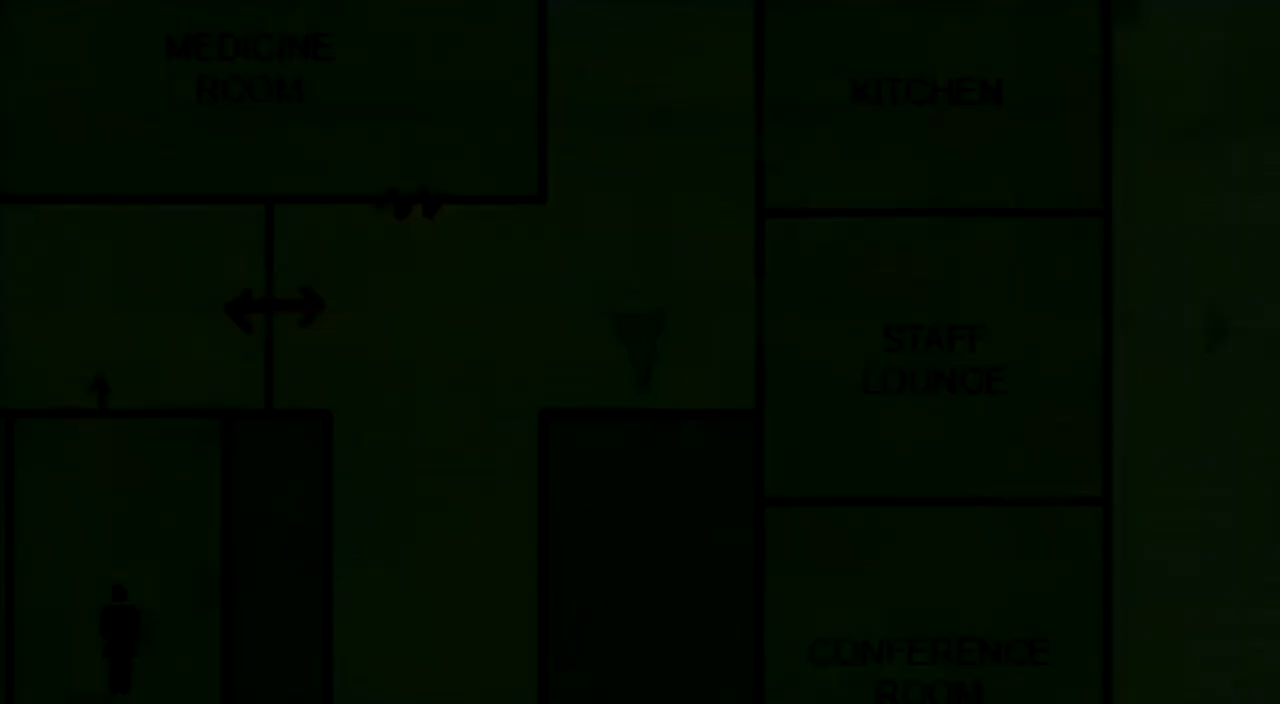 MEDICINE
ROOM
KITCHEN
STAFF
LOUNGE
CONFERENCE
ROOM